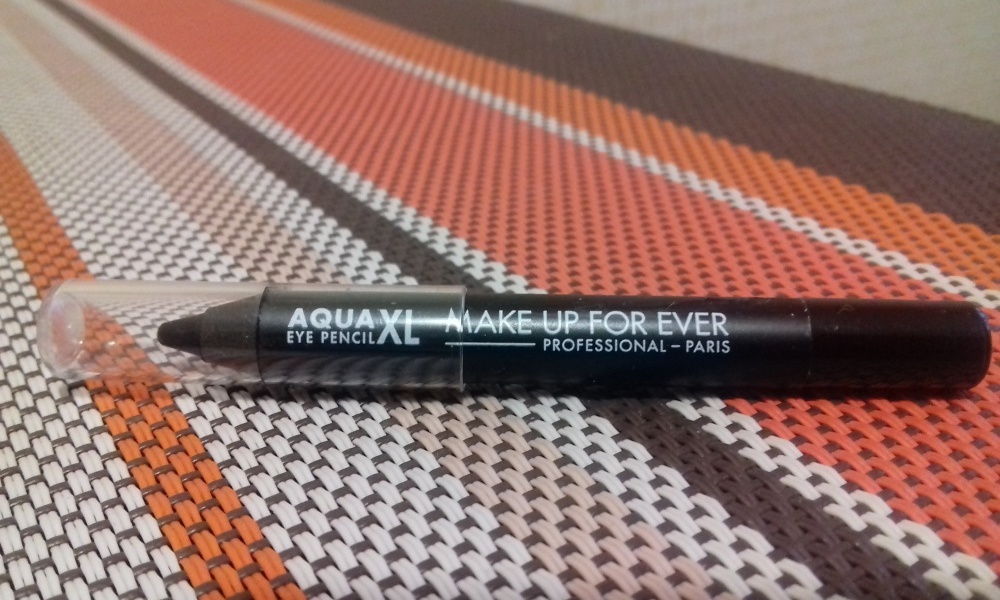 AQUA XL
EYE PENCIL
MAKE UP FOR EVER
PROFESSIONAL – PARIS